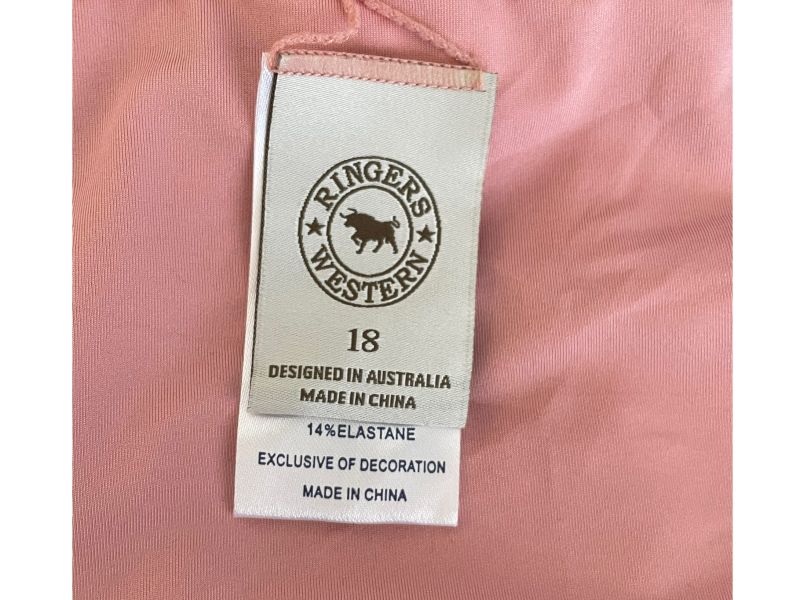 RINGERS
WESTERN
18
DESIGNED IN AUSTRALIA
MADE IN CHINA
14%ELASTANE
EXCLUSIVE OF DECORATION
MADE IN CHINA